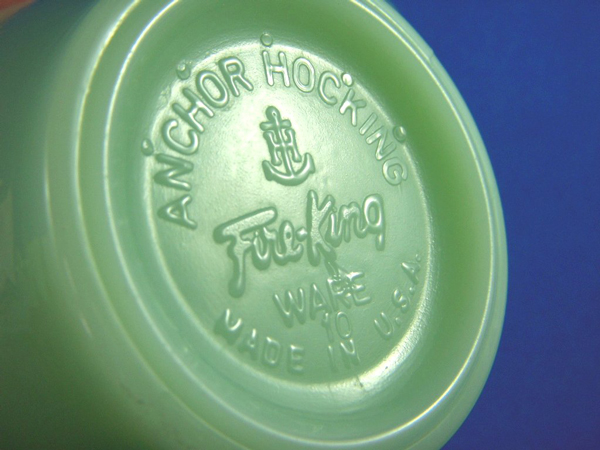 ANCHOR HOCKING
Fire-King
WARE
10
MADE IN U.S.A.